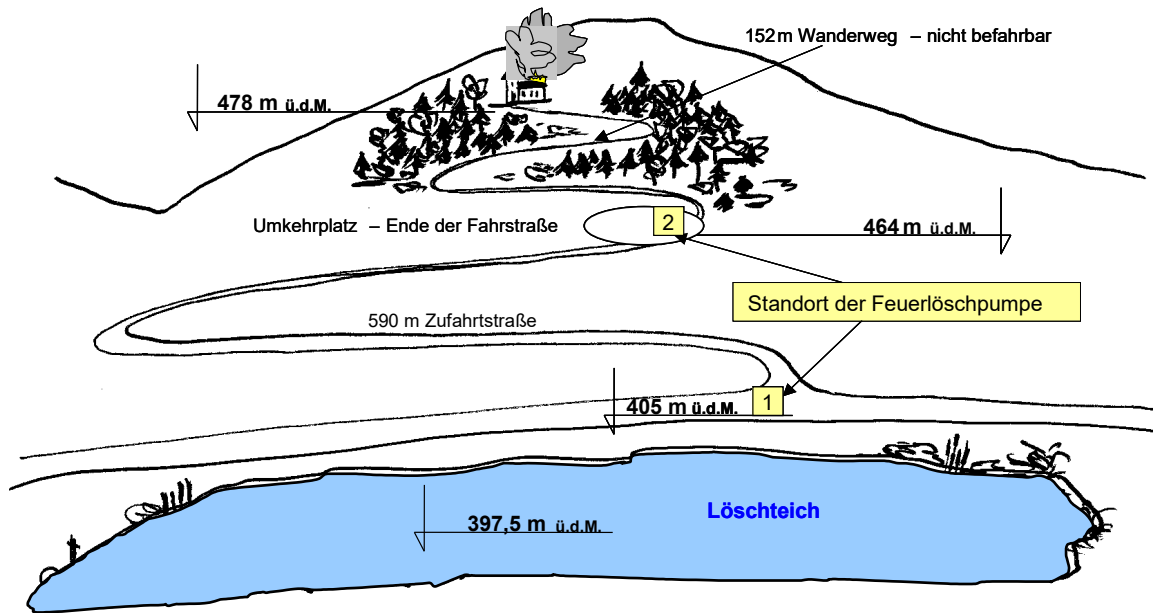 152 m Wanderweg – nicht befahrbar
478 m ü.d.M.
Umkehrplatz – Ende der Fahrstraße
2
464 m ü.d.M.
Standort der Feuerlöschpumpe
590 m Zufahrtstraße
405 m ü.d.M.
1
Löschteich
397,5 m ü.d.M.